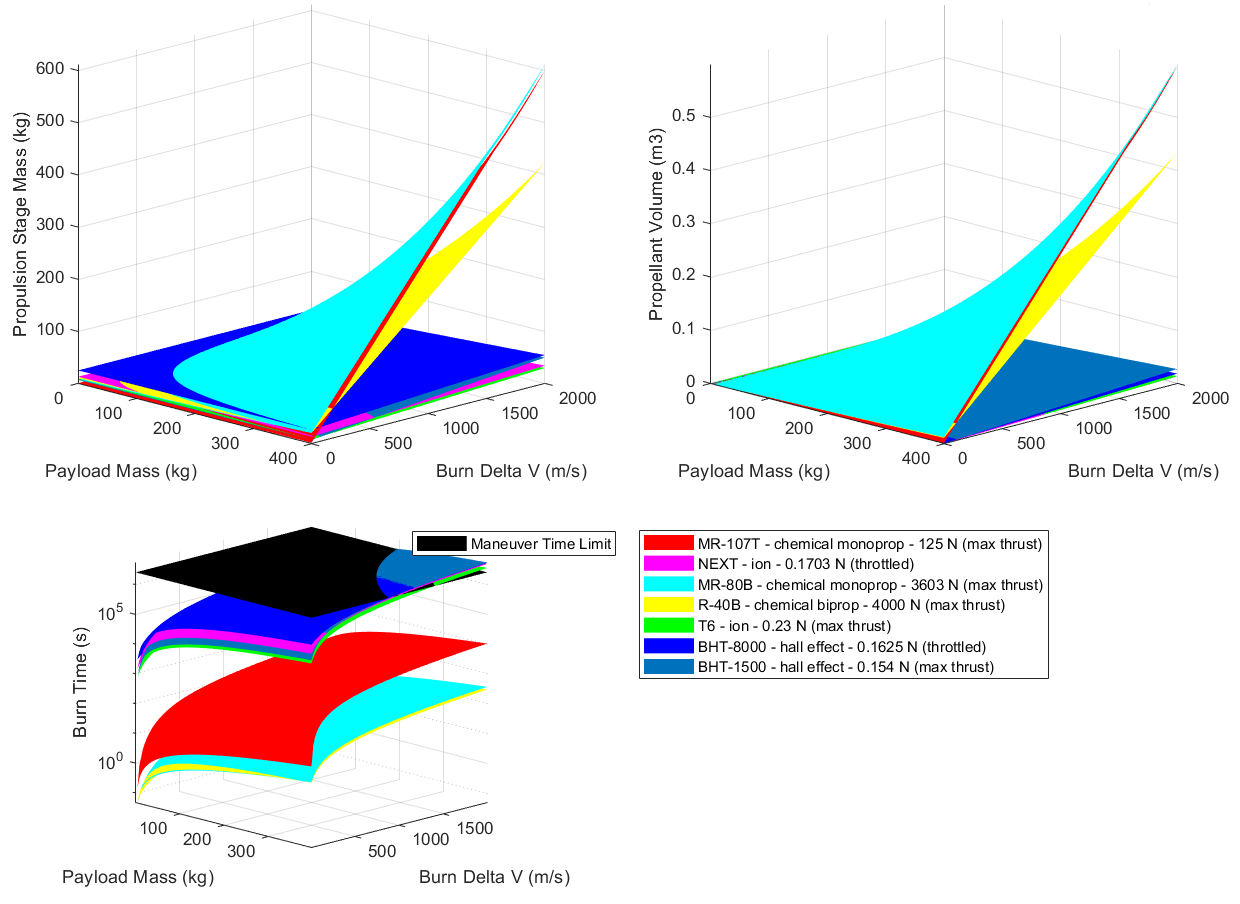 600
500
400
300
200
100
Propulsion Stage Mass (kg)
0
100
200
300
400
Payload Mass (kg)
0
500
1000
1500
2000
Burn Delta V (m/s)
0.5
0.4
0.3
0.2
0.1
0
Propellant Volume (m3)
0
100
200
300
400
Payload Mass (kg)
0
500
1000
1500
2000
Burn Delta V (m/s)
Maneuver Time Limit
10^5
10^0
Burn Time (s)
100
200
300
Payload Mass (kg)
500
1000
1500
Burn Delta V (m/s)
MR-107T - chemical monoprop - 125 N (max thrust)
NEXT - ion - 0.1703 N (throttled)
MR-80B - chemical monoprop - 3603 N (max thrust)
R-40B - chemical biprop - 4000 N (max thrust)
T6 - ion - 0.23 N (max thrust)
BHT-8000 - hall effect - 0.1625 N (throttled)
BHT-1500 - hall effect - 0.154 N (max thrust)